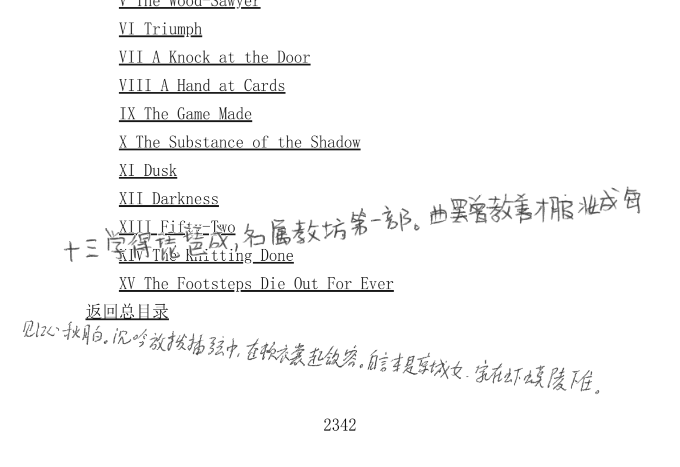 V The Wood-Sawyer
VI Triumph
VII A Knock at the Door
VIII A Hand at Cards
IX The Game Made
X The Substance of the Shadow
XI Dusk
XII Darkness
XIII Fifty-Two
十三学得琵琶成,名属教坊第一部。曲罢曾教善才服,妆成每
XIV The Knitting Done
XV The Footsteps Die Out For Ever
返回总目录
见江心秋月白。沉吟放拨插弦中,整顿衣裳起敛容。自言本是京城女,家在虾蟆陵下住。
2342